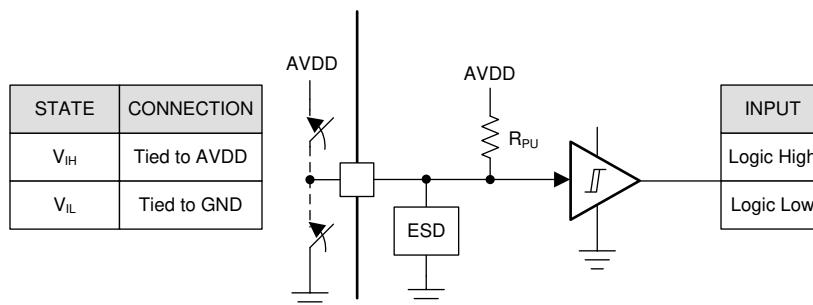 AVDD
AVDD
STATE CONNECTION
INPUT
RPU
VIH Tied to AVDD
Logic High
VIL Tied to GND
Logic Low
ESD